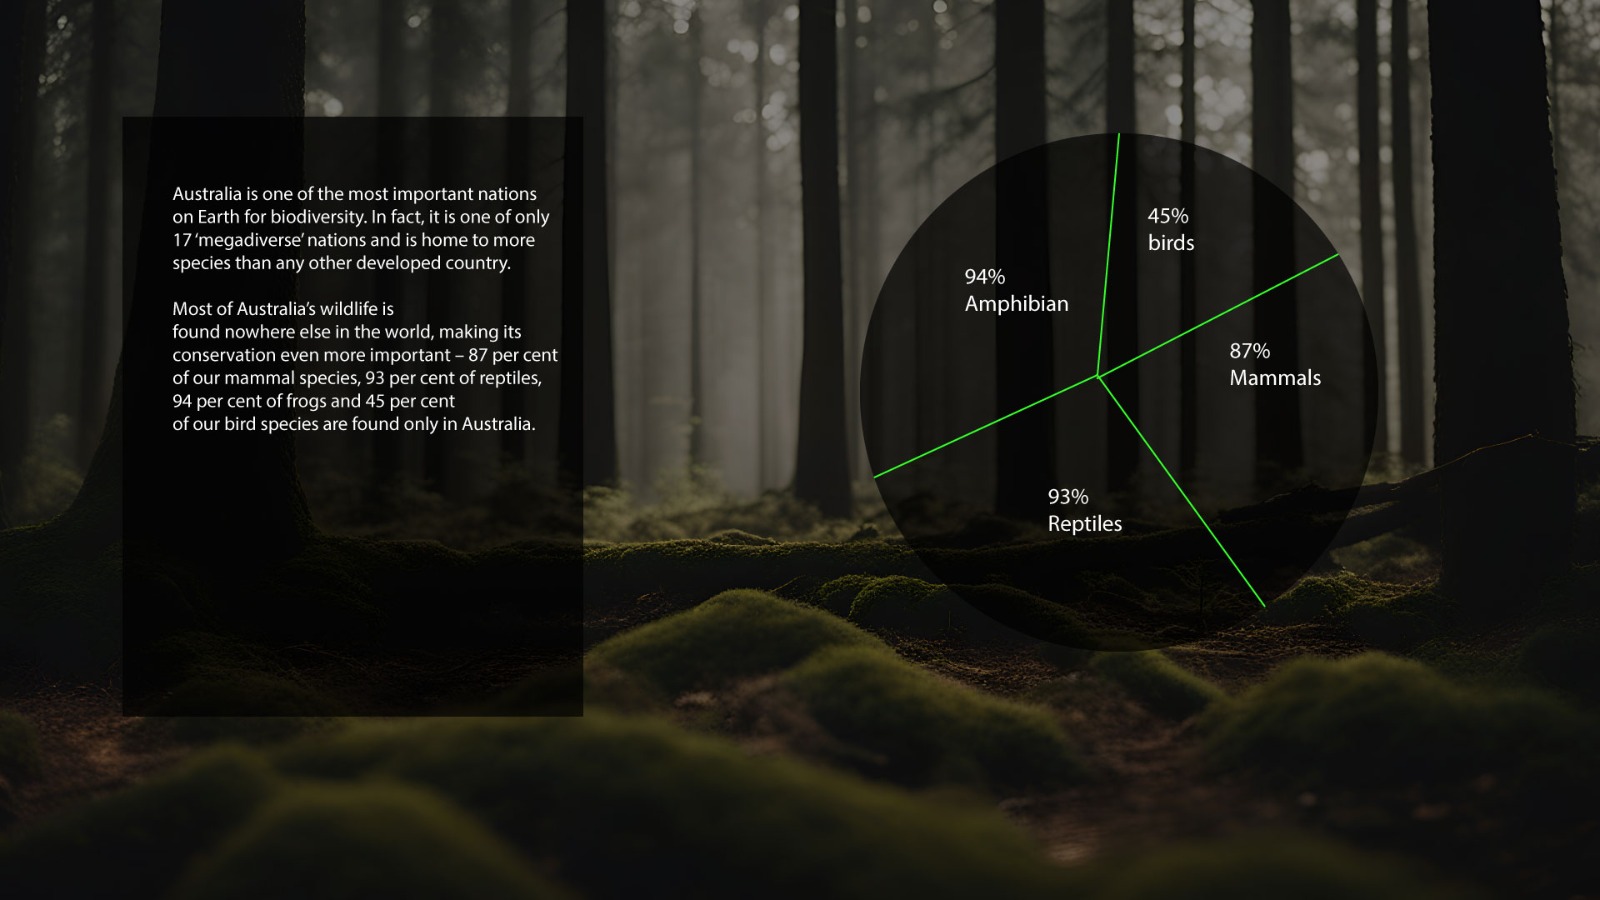 Australia is one of the most important nations
on Earth for biodiversity. In fact, it is one of only
17 ‘megadiverse’ nations and is home to more
species than any other developed country.
Most of Australia’s wildlife is
found nowhere else in the world, making its
conservation even more important – 87 per cent
of our mammal species, 93 per cent of reptiles,
94 per cent of frogs and 45 per cent
of our bird species are found only in Australia.
45%
birds
94%
Amphibian
87%
Mammals
93%
Reptiles